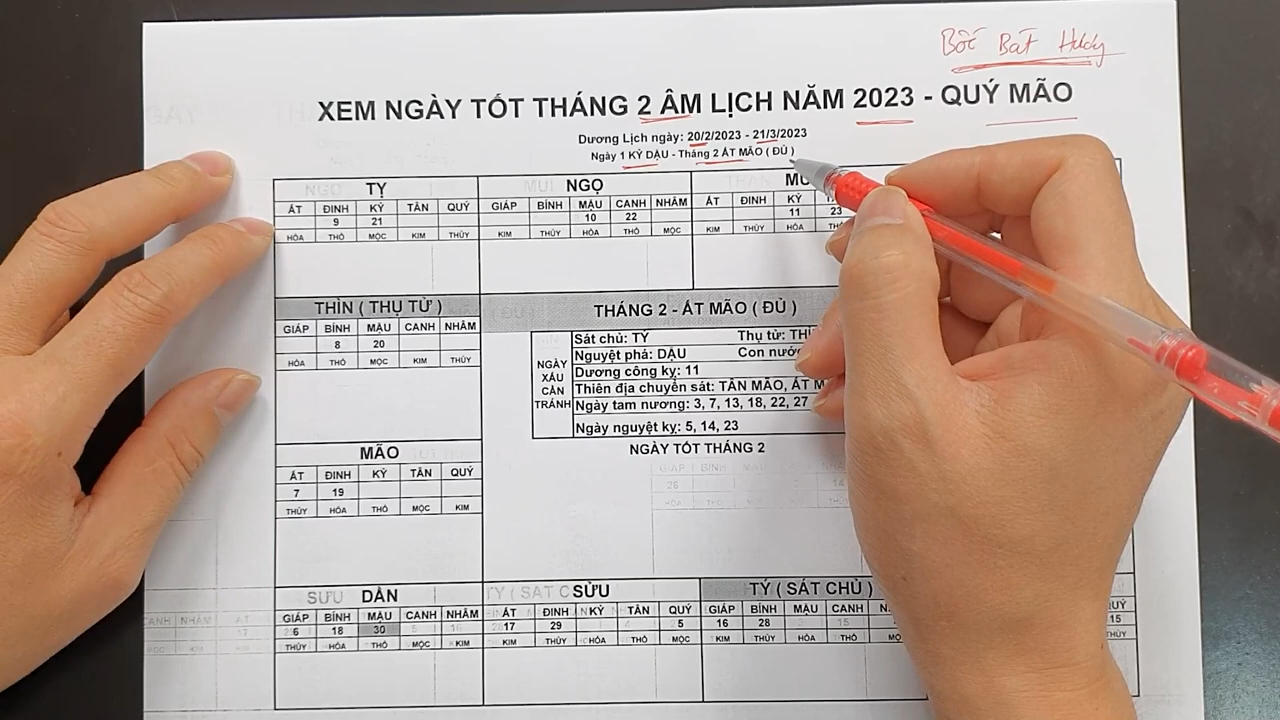 Bốc Bát
XEM NGÀY TỐT THÁNG 2 ÂM LỊCH NĂM 2023 - QUÝ MÃO
Dương Lịch ngày: 20/2/2023 - 21/3/2023
Ngày 1 KỶ DẬU - Tháng 2 ẤT MÃO ( ĐỦ )
TỴ
ẤT ĐINH KỶ TÂN QUÝ
9 21
HỎA THỔ MỘC KIM THỦY
NGỌ
GIÁP BÍNH MẬU CANH NHÂM
10 22
KIM THỦY HỎA THỔ MỘC
ẤT ĐINH KỶ
11 23
KIM THỦY HỎA
THÌN ( THỤ TỬ )
GIÁP BÍNH MẬU CANH NHÂM
8 20
HỎA THỔ MỘC KIM THỦY
THÁNG 2 - ẤT MÃO ( ĐỦ )
NGÀY XẤU CẦN TRÁNH
Sát chủ: TÝ Thụ tử:
Nguyệt phá: DẬU Con
Dương công kỵ: 11
Thiên địa chuyển sát: TÂN MÃO, ẤT
Ngày tam nương: 3, 7, 13, 18, 22, 27
Ngày nguyệt kỵ: 5, 14, 23
NGÀY TỐT THÁNG 2
MÃO
ẤT ĐINH KỶ TÂN QUÝ
7 19
THỦY HỎA THỔ MỘC KIM
DẦN
GIÁP BÍNH MẬU CANH NHÂM
6 18 30
THỦY HỎA THỔ MỘC KIM
SỬU
ẤT ĐINH KỶ TÂN QUÝ
17 29 5
KIM THỦY HỎA THỔ MỘC
TÝ ( SÁT CHỦ )
GIÁP BÍNH MẬU CANH
16 28
KIM THỦY HỎA THỔ